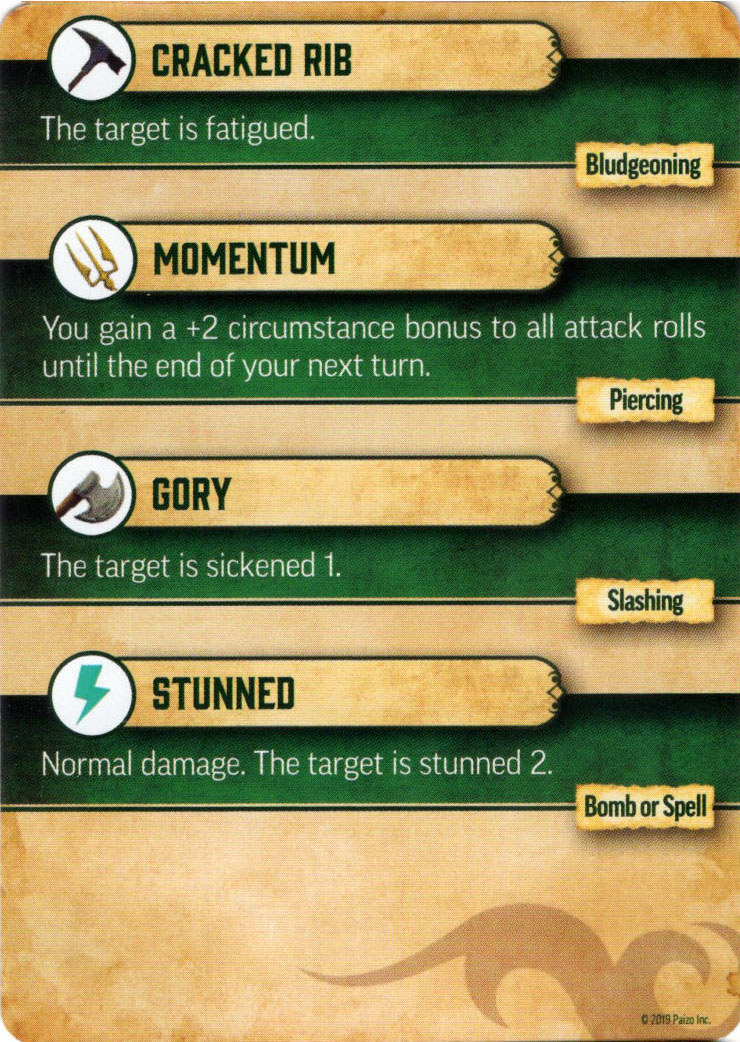 CRACKED RIB
The target is fatigued.
Bludgeoning
MOMENTUM
You gain a +2 circumstance bonus to all attack rolls
until the end of your next turn.
Piercing
GORY
The target is sickened 1.
Slashing
STUNNED
Normal damage. The target is stunned 2.
Bomb or Spell
© 2019 Paizo Inc.